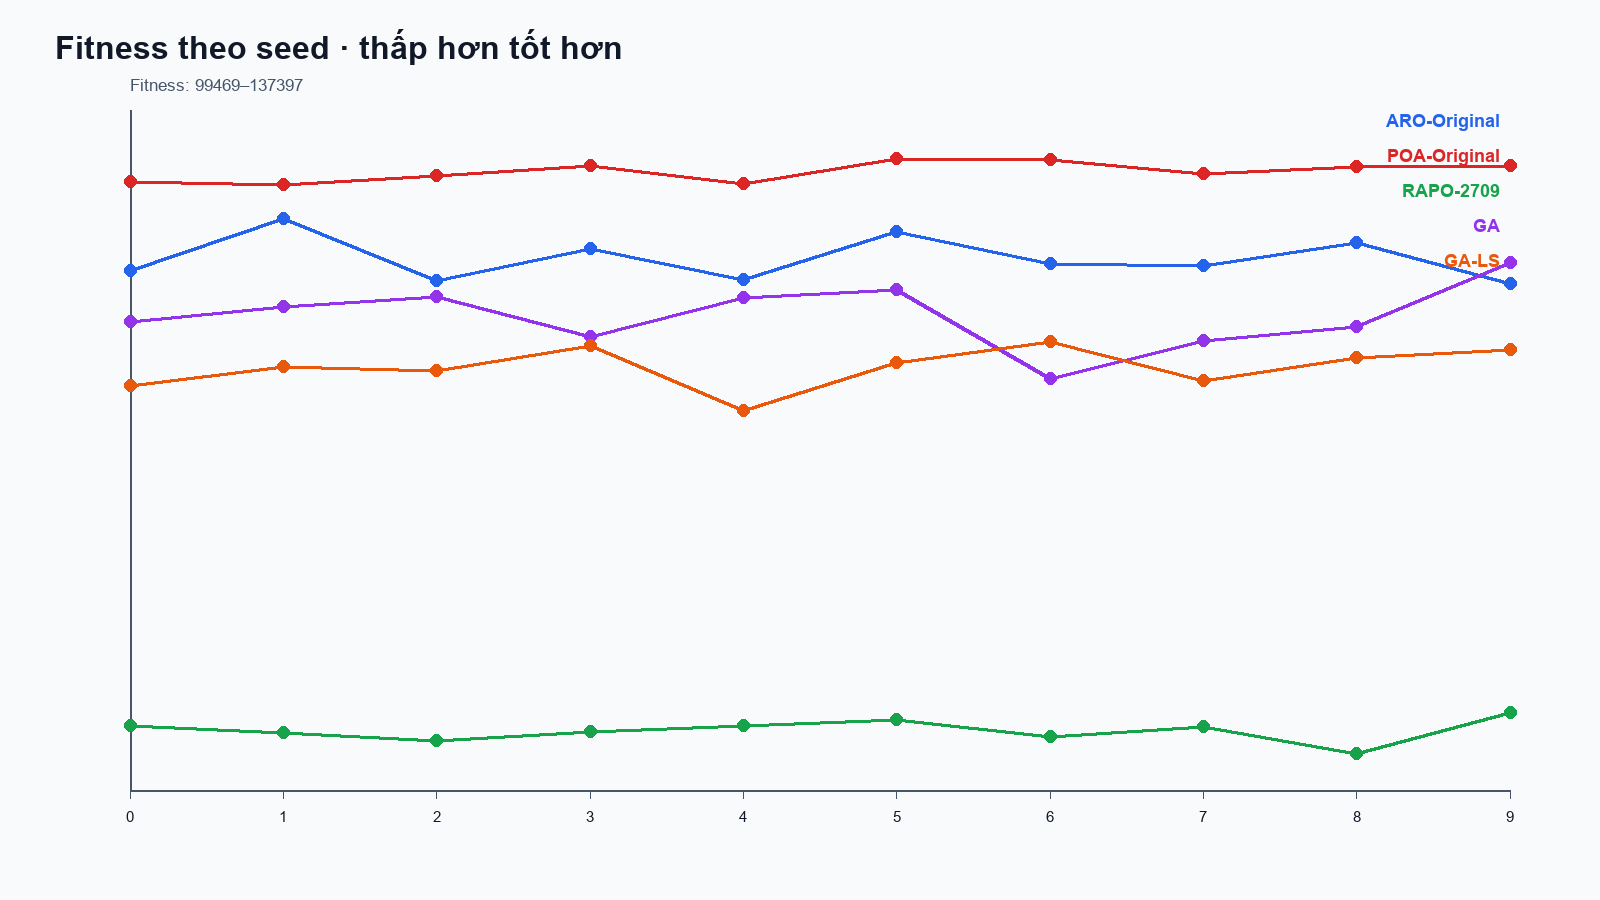 Fitness theo seed · thấp hơn tốt hơn
Fitness: 99469–137397
ARO-Original
POA-Original
RAPO-2709
GA
GA-LS
0 1 2 3 4 5 6 7 8 9